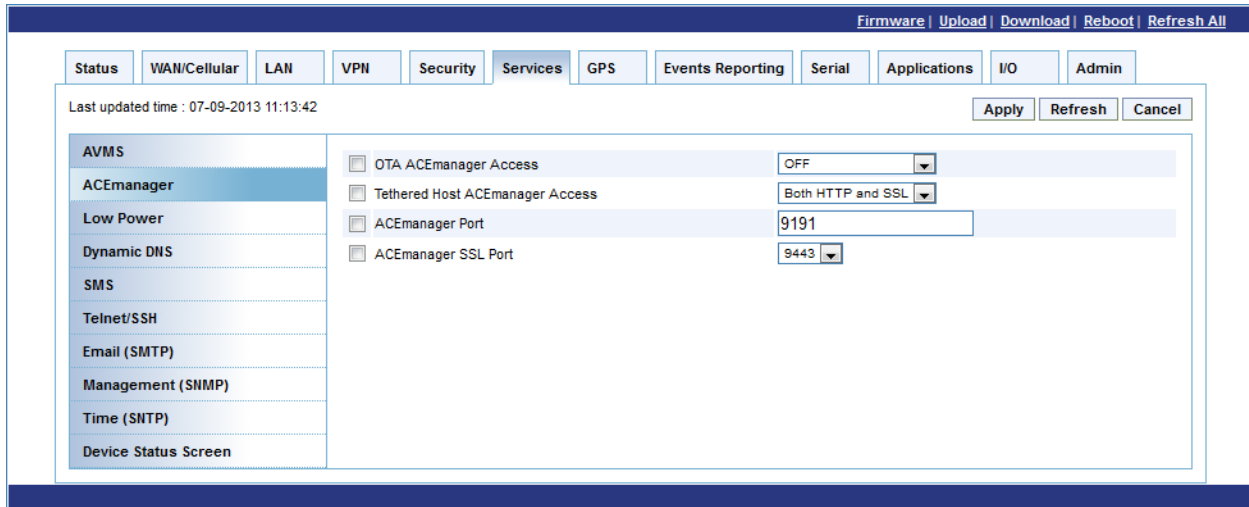 Firmware | Upload | Download | Reboot | Refresh All
Status WAN/Cellular LAN VPN Security Services GPS Events Reporting Serial Applications I/O Admin
Last updated time : 07-09-2013 11:13:42
Apply Refresh Cancel
AVMS
ACEmanager
Low Power
Dynamic DNS
SMS
Telnet/SSH
Email (SMTP)
Management (SNMP)
Time (SNTP)
Device Status Screen
OTA ACEmanager Access OFF
Tethered Host ACEmanager Access Both HTTP and SSL
ACEmanager Port 9191
ACEmanager SSL Port 9443